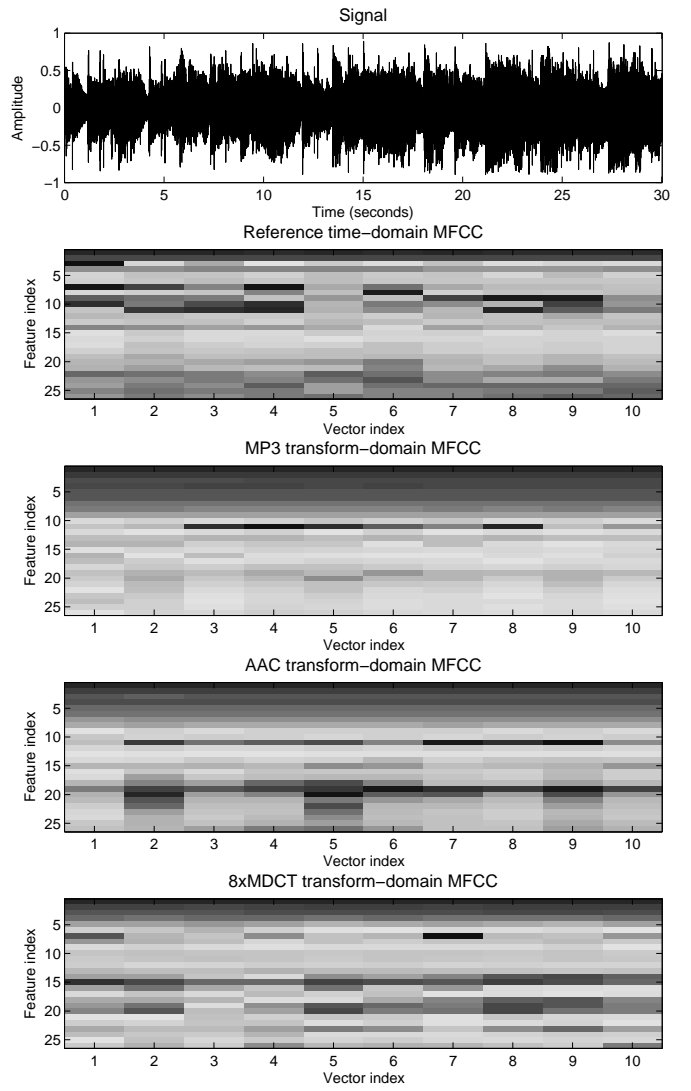 Signal
1
0.5
0
−0.5
−1
Amplitude
0 5 10 15 20 25 30
Time (seconds)
Reference time−domain MFCC
5
10
15
20
25
Feature index
1 2 3 4 5 6 7 8 9 10
Vector index
MP3 transform−domain MFCC
5
10
15
20
25
Feature index
1 2 3 4 5 6 7 8 9 10
Vector index
AAC transform−domain MFCC
5
10
15
20
25
Feature index
1 2 3 4 5 6 7 8 9 10
Vector index
8xMDCT transform−domain MFCC
5
10
15
20
25
Feature index
1 2 3 4 5 6 7 8 9 10
Vector index